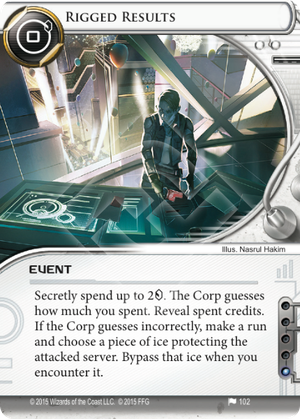 0
RIGGED RESULTS
Illus. Nasrul Hakim
EVENT
Secretly spend up to 2. The Corp guesses
how much you spent. Reveal spent credits.
If the Corp guesses incorrectly, make a run
and choose a piece of ice protecting the
attacked server. Bypass that ice when you
encounter it.
© 2015 Wizards of the Coast LLC. © 2015 FFG
102